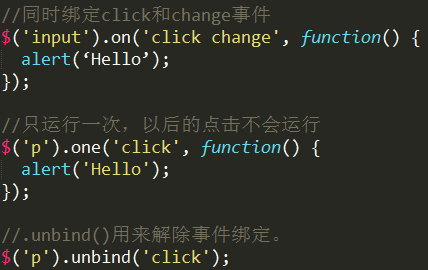 //同时绑定click和change事件
$('input').on('click change', function() {
alert(‘Hello’);
});
//只运行一次，以后的点击不会运行
$('p').one('click', function() {
alert('Hello');
});
//.unbind()用来解除事件绑定。
$('p').unbind('click');